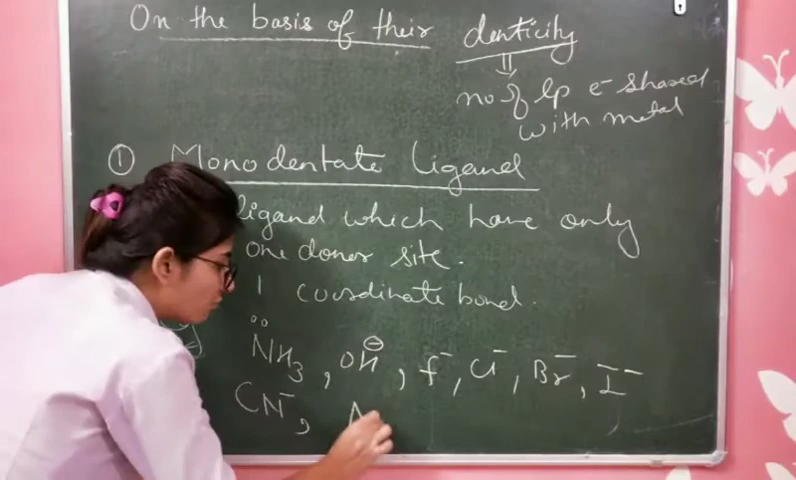 On the basis of their denticity
no of lp e⁻ shared
with metal
① Monodentate ligand
ligand which have only
one donor site.
1 coordinate bond.
NH₃, OH⁻, f⁻, Cl⁻, Br⁻, I⁻
CN⁻,